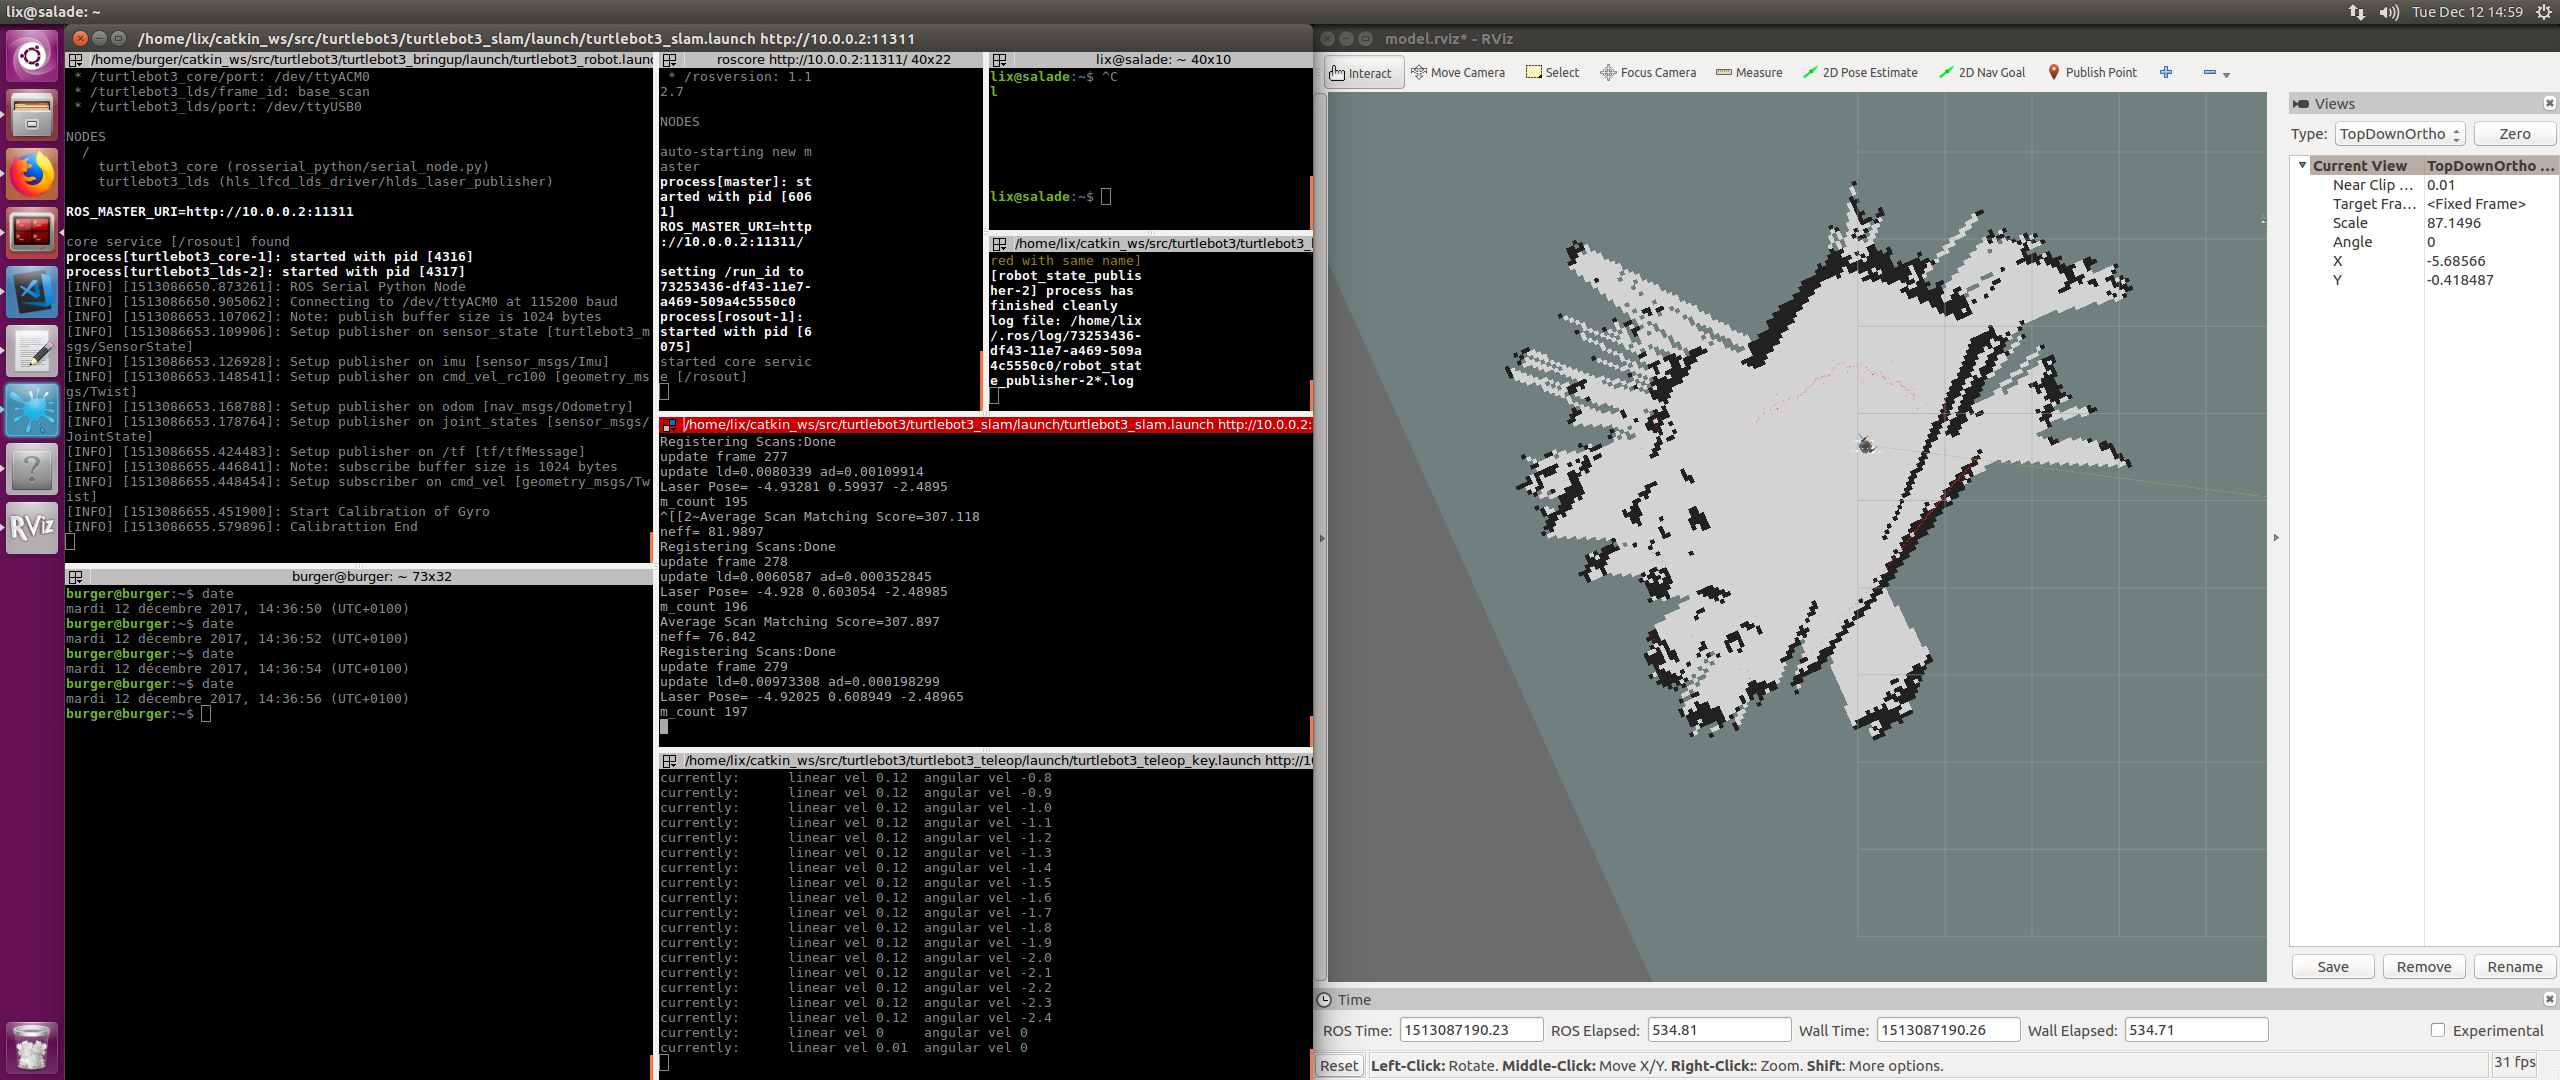 lix@salade: ~
Tue Dec 12 14:59
/home/lix/catkin_ws/src/turtlebot3/turtlebot3_slam/launch/turtlebot3_slam.launch http://10.0.0.2:11311
/home/burger/catkin_ws/src/turtlebot3/turtlebot3_bringup/launch/turtlebot3_robot.launc
* /turtlebot3_core/port: /dev/ttyACM0
* /turtlebot3_lds/frame_id: base_scan
* /turtlebot3_lds/port: /dev/ttyUSB0
NODES
/
turtlebot3_core (rosserial_python/serial_node.py)
turtlebot3_lds (hls_lfcd_lds_driver/hlds_laser_publisher)
ROS_MASTER_URI=http://10.0.0.2:11311
core service [/rosout] found
process[turtlebot3_core-1]: started with pid [4316]
process[turtlebot3_lds-2]: started with pid [4317]
[INFO] [1513086650.873261]: ROS Serial Python Node
[INFO] [1513086650.905062]: Connecting to /dev/ttyACM0 at 115200 baud
[INFO] [1513086653.107062]: Note: publish buffer size is 1024 bytes
[INFO] [1513086653.109906]: Setup publisher on sensor_state [turtlebot3_m
sgs/SensorState]
[INFO] [1513086653.126928]: Setup publisher on imu [sensor_msgs/Imu]
[INFO] [1513086653.148541]: Setup publisher on cmd_vel_rc100 [geometry_ms
gs/Twist]
[INFO] [1513086653.168788]: Setup publisher on odom [nav_msgs/Odometry]
[INFO] [1513086653.178764]: Setup publisher on joint_states [sensor_msgs/
JointState]
[INFO] [1513086655.424483]: Setup publisher on /tf [tf/tfMessage]
[INFO] [1513086655.446841]: Note: subscribe buffer size is 1024 bytes
[INFO] [1513086655.448454]: Setup subscriber on cmd_vel [geometry_msgs/Tw
ist]
[INFO] [1513086655.451900]: Start Calibration of Gyro
[INFO] [1513086655.579896]: Calibrattion End
burger@burger: ~ 73x32
burger@burger:~$ date
mardi 12 décembre 2017, 14:36:50 (UTC+0100)
burger@burger:~$ date
mardi 12 décembre 2017, 14:36:52 (UTC+0100)
burger@burger:~$ date
mardi 12 décembre 2017, 14:36:54 (UTC+0100)
burger@burger:~$ date
mardi 12 décembre 2017, 14:36:56 (UTC+0100)
burger@burger:~$
roscore http://10.0.0.2:11311/ 40x22
* /rosversion: 1.1
2.7
NODES
auto-starting new m
aster
process[master]: st
arted with pid [606
1]
ROS_MASTER_URI=http
://10.0.0.2:11311/
setting /run_id to
73253436-df43-11e7-
a469-509a4c5550c0
process[rosout-1]:
started with pid [6
075]
started core servic
e [/rosout]
lix@salade: ~ 40x10
lix@salade:~$ ^C
l
lix@salade:~$
/home/lix/catkin_ws/src/turtlebot3/turtlebot3_l
red with same name]
[robot_state_publis
her-2] process has
finished cleanly
log file: /home/lix
/.ros/log/73253436-
df43-11e7-a469-509a
4c5550c0/robot_stat
e_publisher-2*.log
/home/lix/catkin_ws/src/turtlebot3/turtlebot3_slam/launch/turtlebot3_slam.launch http://10.0.0.2:
Registering Scans:Done
update frame 277
update ld=0.0080339 ad=0.00109914
Laser Pose= -4.93281 0.59937 -2.4895
m_count 195
^[[2~Average Scan Matching Score=307.118
neff= 81.9897
Registering Scans:Done
update frame 278
update ld=0.0060587 ad=0.000352845
Laser Pose= -4.928 0.603054 -2.48985
m_count 196
Average Scan Matching Score=307.897
neff= 76.842
Registering Scans:Done
update frame 279
update ld=0.00973308 ad=0.000198299
Laser Pose= -4.92025 0.608949 -2.48965
m_count 197
/home/lix/catkin_ws/src/turtlebot3/turtlebot3_teleop/launch/turtlebot3_teleop_key.launch http://1
currently: linear vel 0.12 angular vel -0.8
currently: linear vel 0.12 angular vel -0.9
currently: linear vel 0.12 angular vel -1.0
currently: linear vel 0.12 angular vel -1.1
currently: linear vel 0.12 angular vel -1.2
currently: linear vel 0.12 angular vel -1.3
currently: linear vel 0.12 angular vel -1.4
currently: linear vel 0.12 angular vel -1.5
currently: linear vel 0.12 angular vel -1.6
currently: linear vel 0.12 angular vel -1.7
currently: linear vel 0.12 angular vel -1.8
currently: linear vel 0.12 angular vel -1.9
currently: linear vel 0.12 angular vel -2.0
currently: linear vel 0.12 angular vel -2.1
currently: linear vel 0.12 angular vel -2.2
currently: linear vel 0.12 angular vel -2.3
currently: linear vel 0.12 angular vel -2.4
currently: linear vel 0 angular vel 0
currently: linear vel 0.01 angular vel 0
RViz
model.rviz* - RViz
Interact Move Camera Select Focus Camera Measure 2D Pose Estimate 2D Nav Goal Publish Point
Views
Type: TopDownOrtho Zero
Current View TopDownOrtho ...
Near Clip ... 0.01
Target Fra... <Fixed Frame>
Scale 87.1496
Angle 0
X -5.68566
Y -0.418487
Save Remove Rename
Time
ROS Time: 1513087190.23 ROS Elapsed: 534.81 Wall Time: 1513087190.26 Wall Elapsed: 534.71 Experimental
Reset Left-Click: Rotate. Middle-Click: Move X/Y. Right-Click:: Zoom. Shift: More options. 31 fps